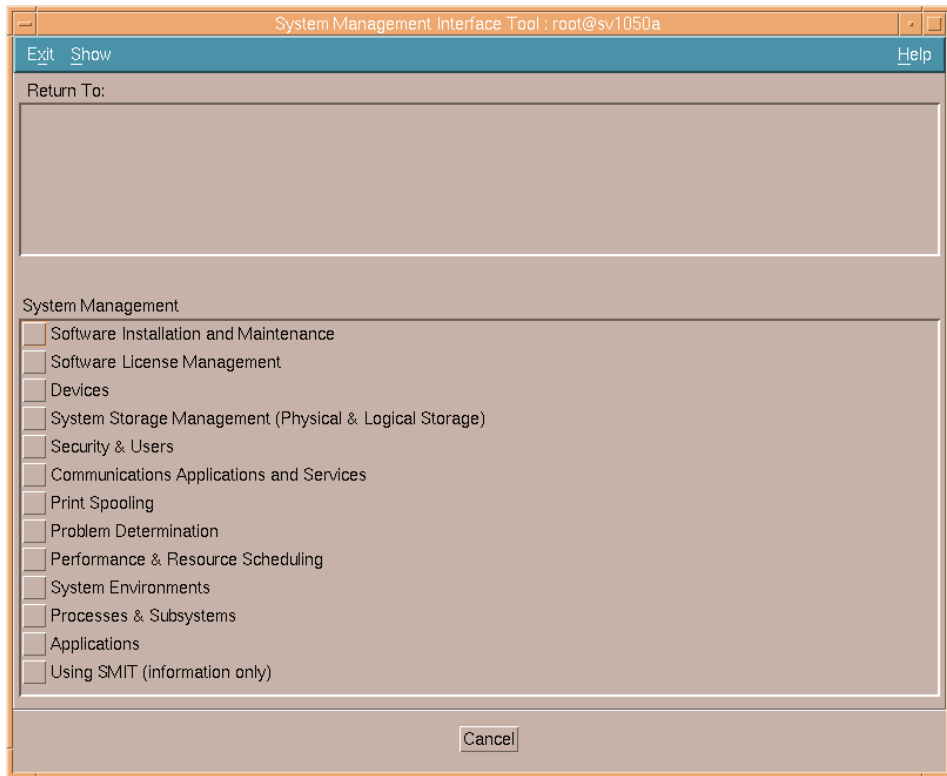 System Management Interface Tool : root@sv1050a
Exit Show Help
Return To:
System Management
Software Installation and Maintenance
Software License Management
Devices
System Storage Management (Physical & Logical Storage)
Security & Users
Communications Applications and Services
Print Spooling
Problem Determination
Performance & Resource Scheduling
System Environments
Processes & Subsystems
Applications
Using SMIT (information only)
Cancel